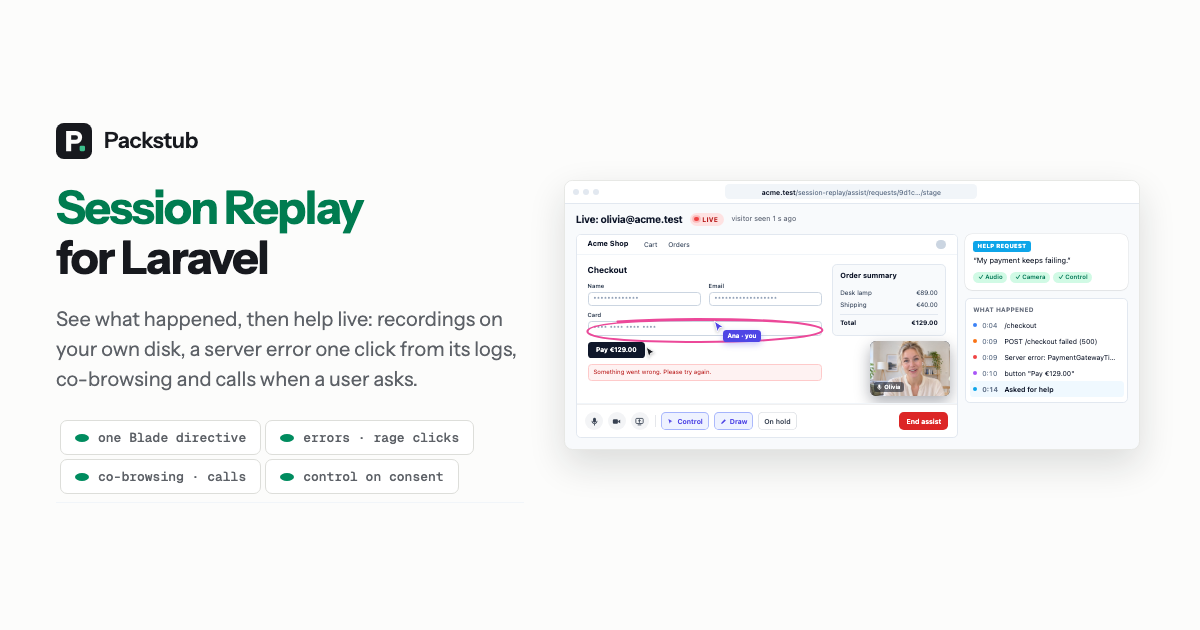 P.
Packstub
Session Replay
for Laravel
See what happened, then help live: recordings on
your own disk, a server error one click from its logs,
co-browsing and calls when a user asks.
one Blade directive
errors · rage clicks
co-browsing · calls
control on consent
acme.test/session-replay/assist/requests/9d1c…/stage
Live: olivia@acme.test
LIVE
visitor seen 1 s ago
Acme Shop
Cart
Orders
Checkout
Name
Email
•••••••••••••
••••••••••••••••••
Card
•••• •••• •••• ••••
Ana · you
Pay €129.00
Something went wrong. Please try again.
Order summary
Desk lamp €89.00
Shipping €40.00
Total €129.00
Olivia
Control
Draw
On hold
End assist
HELP REQUEST
“My payment keeps failing.”
✓ Audio
✓ Camera
✓ Control
WHAT HAPPENED
0:04 /checkout
0:09 POST /checkout failed (500)
0:09 Server error: PaymentGatewayTi…
0:10 button "Pay €129.00"
0:14 Asked for help